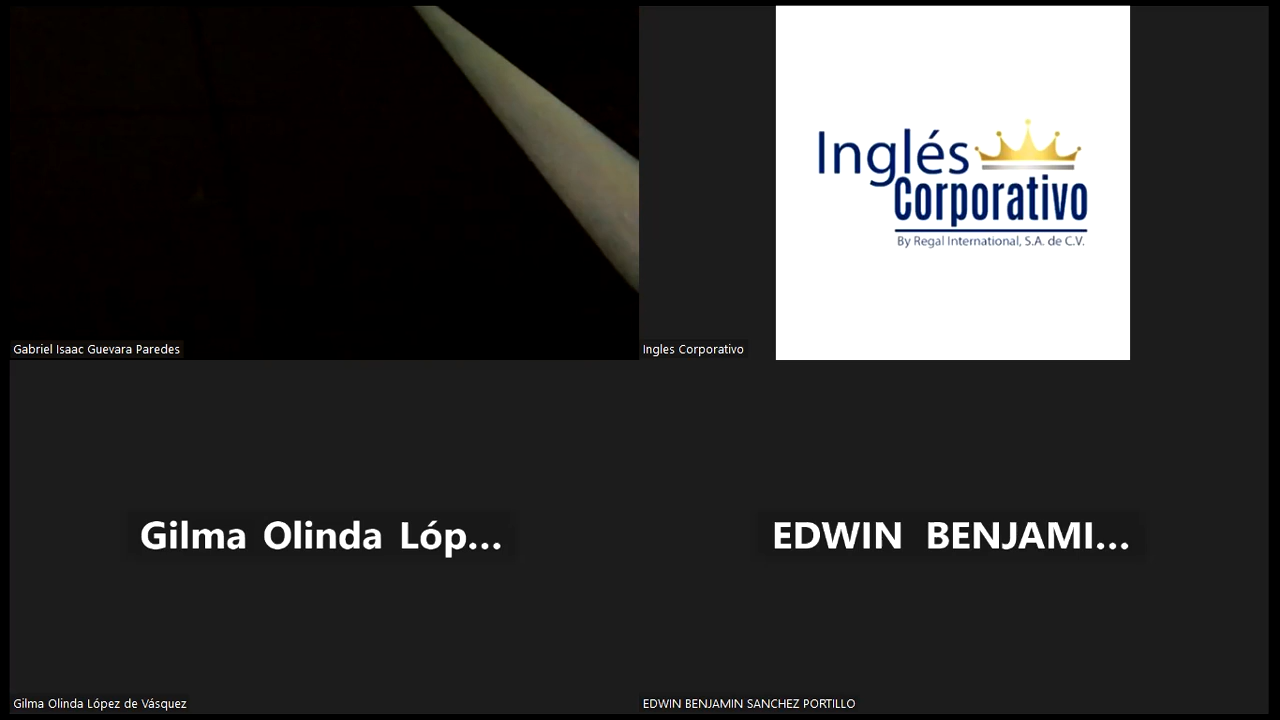 Inglés
Corporativo
By Regal International, S.A. de C.V.
Gabriel Isaac Guevara Paredes
Ingles Corporativo
Gilma Olinda Lóp...
EDWIN BENJAMI...
Gilma Olinda López de Vásquez
EDWIN BENJAMIN SANCHEZ PORTILLO